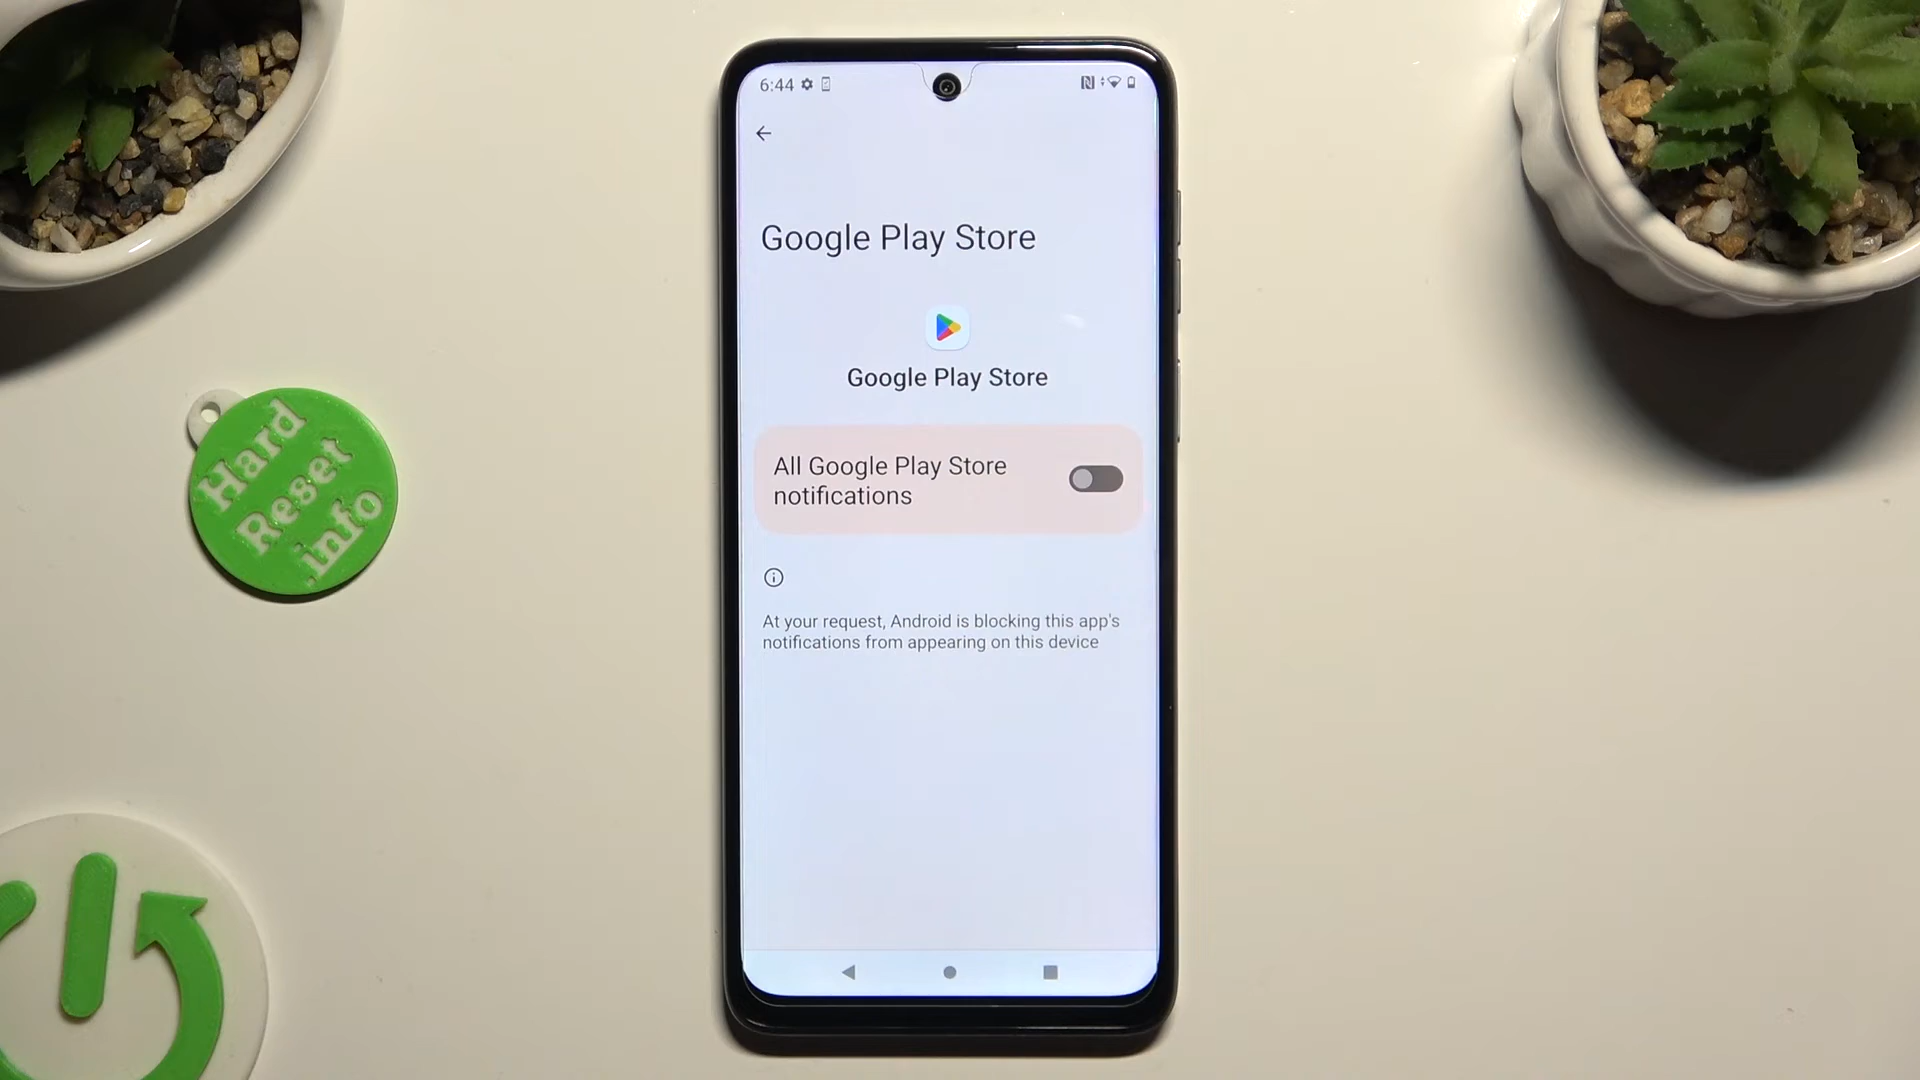 6:44
Google Play Store
Google Play Store
All Google Play Store
notifications
At your request, Android is blocking this app's
notifications from appearing on this device
Hard
Reset
info